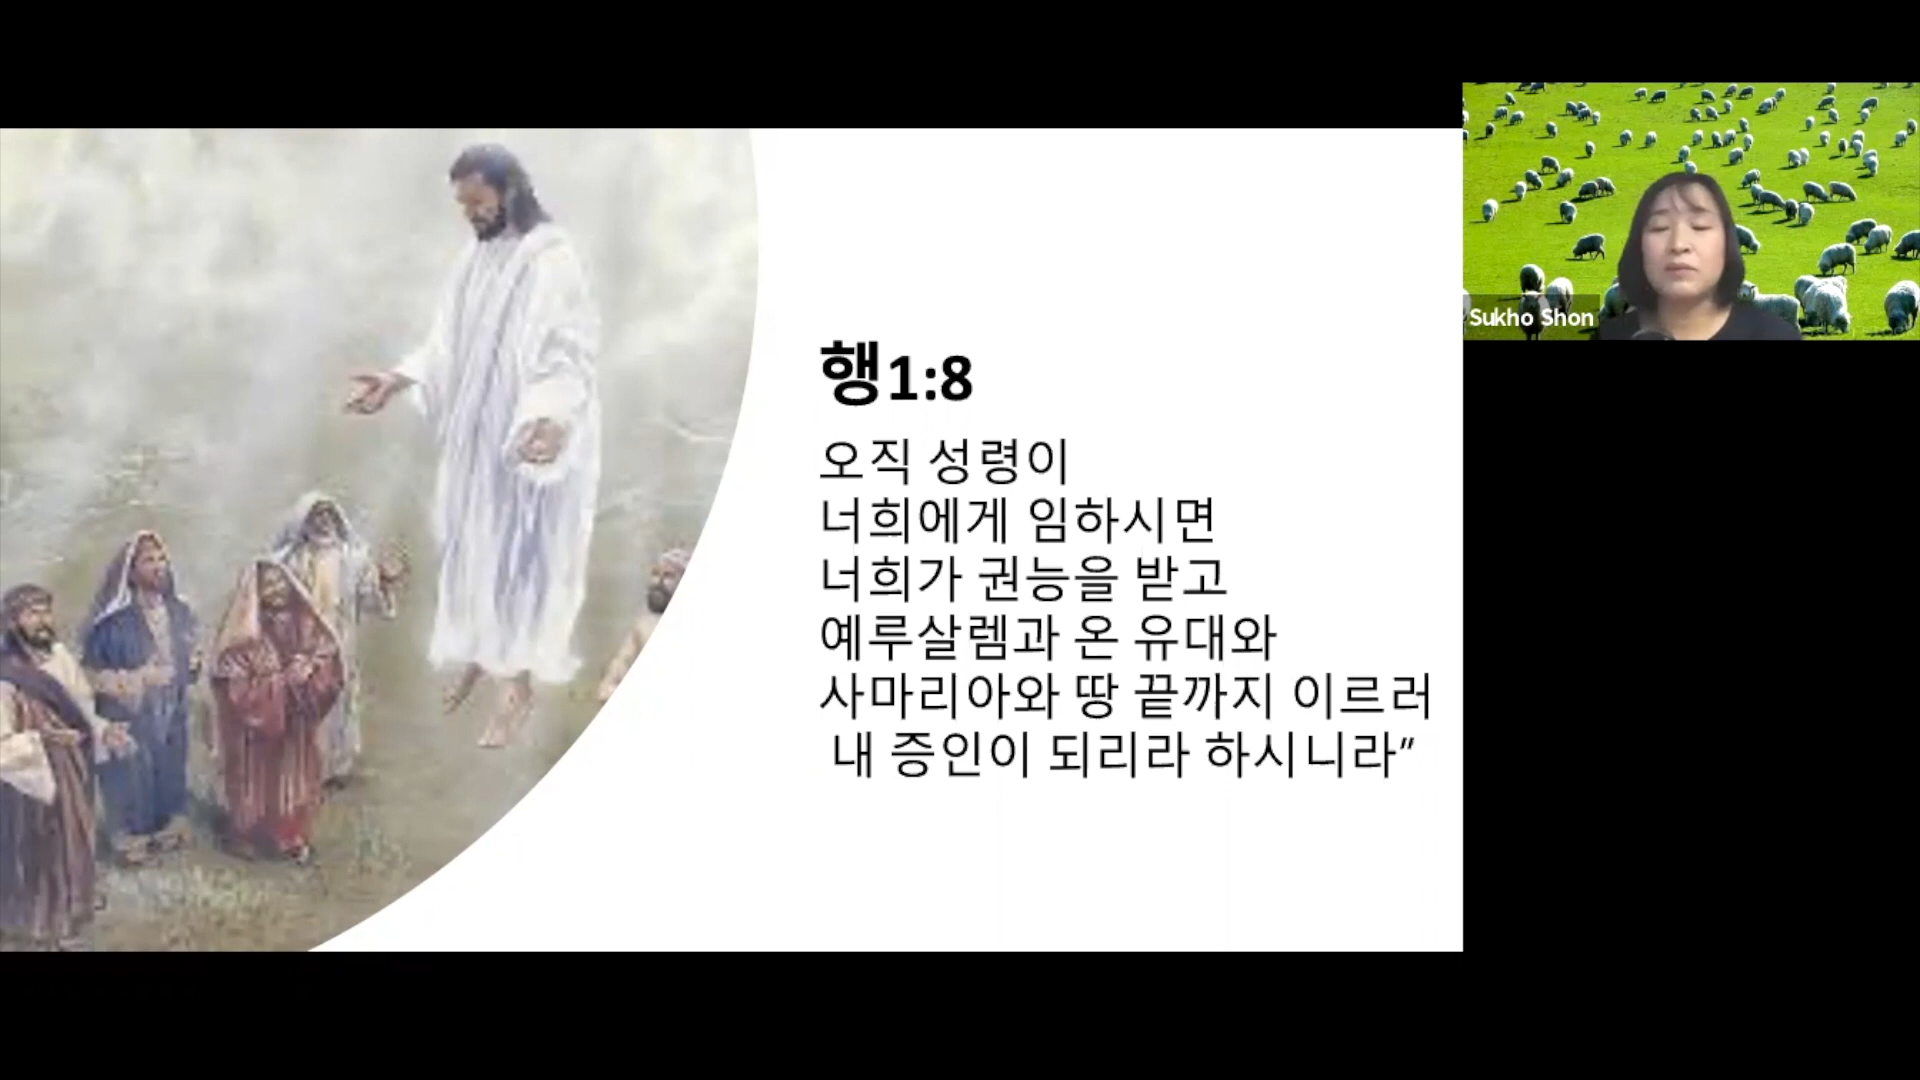 행1:8
오직 성령이
너희에게 임하시면
너희가 권능을 받고
예루살렘과 온 유대와
사마리아와 땅 끝까지 이르러
내 증인이 되리라 하시니라”
Sukho Shon